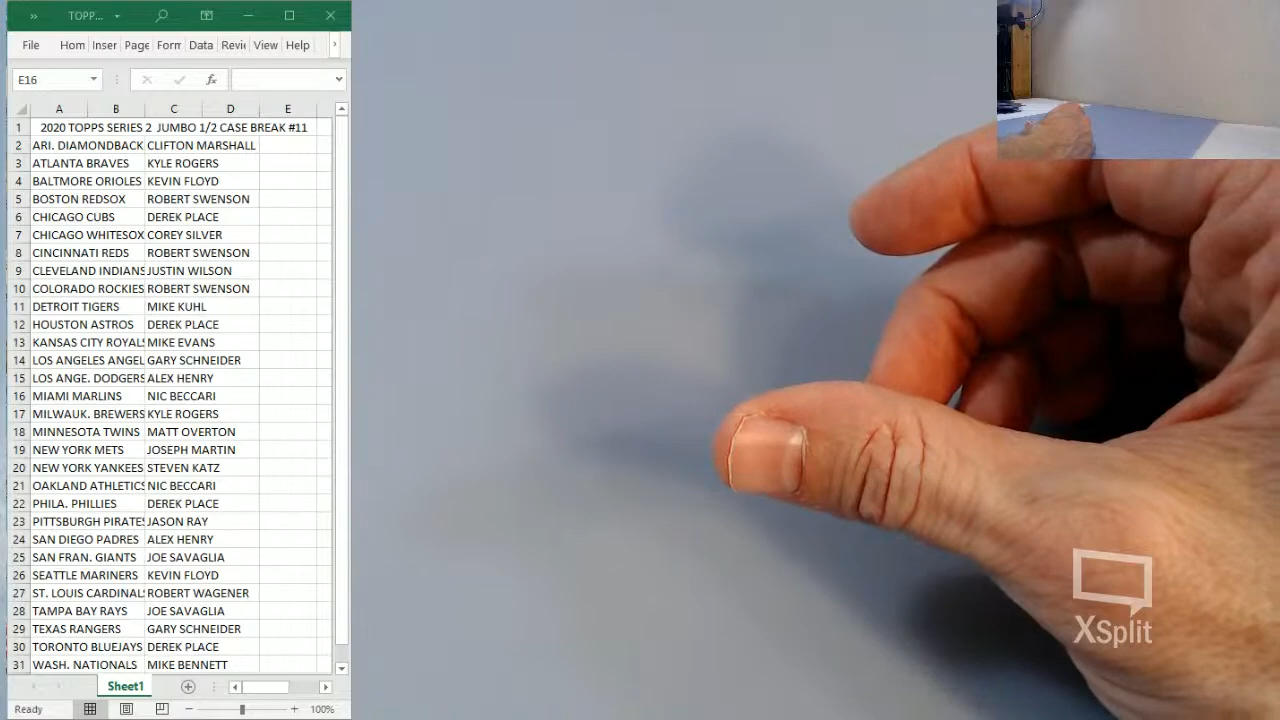 » TOPP...
File Hom Inser Page Form Data Revi View Help
E16 fx
A B C D E
1 2020 TOPPS SERIES 2 JUMBO 1/2 CASE BREAK #11
2 ARI. DIAMONDBACK CLIFTON MARSHALL
3 ATLANTA BRAVES KYLE ROGERS
4 BALTMORE ORIOLES KEVIN FLOYD
5 BOSTON REDSOX ROBERT SWENSON
6 CHICAGO CUBS DEREK PLACE
7 CHICAGO WHITESOX COREY SILVER
8 CINCINNATI REDS ROBERT SWENSON
9 CLEVELAND INDIANS JUSTIN WILSON
10 COLORADO ROCKIES ROBERT SWENSON
11 DETROIT TIGERS MIKE KUHL
12 HOUSTON ASTROS DEREK PLACE
13 KANSAS CITY ROYALS MIKE EVANS
14 LOS ANGELES ANGEL GARY SCHNEIDER
15 LOS ANGE. DODGERS ALEX HENRY
16 MIAMI MARLINS NIC BECCARI
17 MILWAUK. BREWERS KYLE ROGERS
18 MINNESOTA TWINS MATT OVERTON
19 NEW YORK METS JOSEPH MARTIN
20 NEW YORK YANKEES STEVEN KATZ
21 OAKLAND ATHLETICS NIC BECCARI
22 PHILA. PHILLIES DEREK PLACE
23 PITTSBURGH PIRATES JASON RAY
24 SAN DIEGO PADRES ALEX HENRY
25 SAN FRAN. GIANTS JOE SAVAGLIA
26 SEATTLE MARINERS KEVIN FLOYD
27 ST. LOUIS CARDINALS ROBERT WAGENER
28 TAMPA BAY RAYS JOE SAVAGLIA
29 TEXAS RANGERS GARY SCHNEIDER
30 TORONTO BLUEJAYS DEREK PLACE
31 WASH. NATIONALS MIKE BENNETT
Sheet1
Ready 100%
XSplit